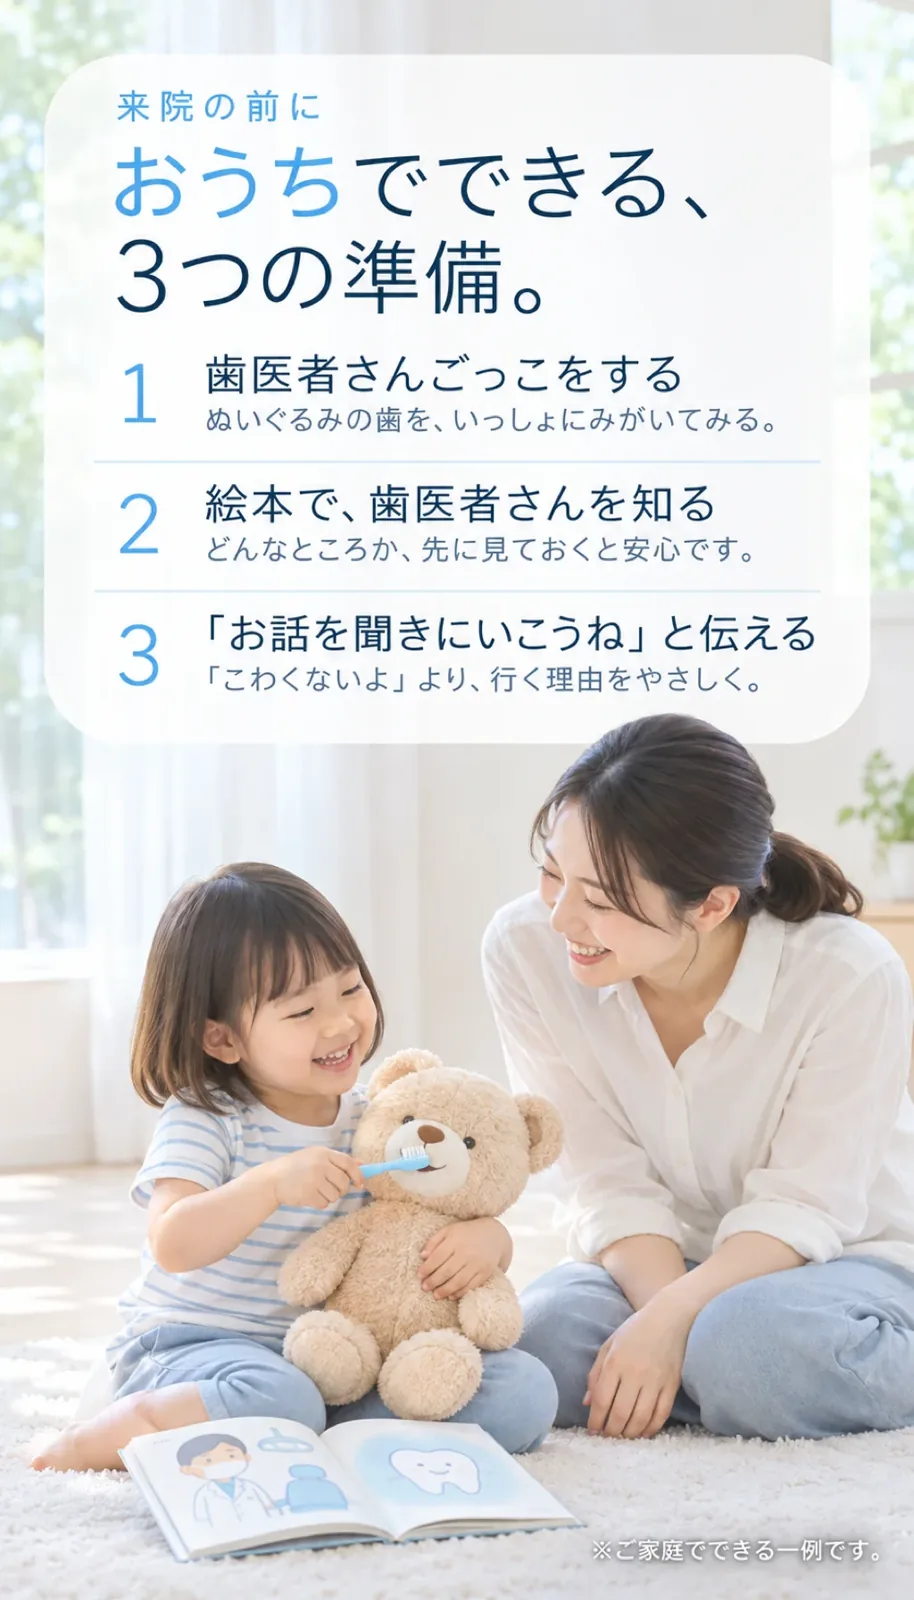 来院の前に
おうちでできる、
3つの準備。
1 歯医者さんごっこをする
ぬいぐるみの歯を、いっしょにみがいてみる。
2 絵本で、歯医者さんを知る
どんなところか、先に見ておくと安心です。
3 「お話を聞きにいこうね」と伝える
「こわくないよ」より、行く理由をやさしく。
※ご家庭でできる一例です。